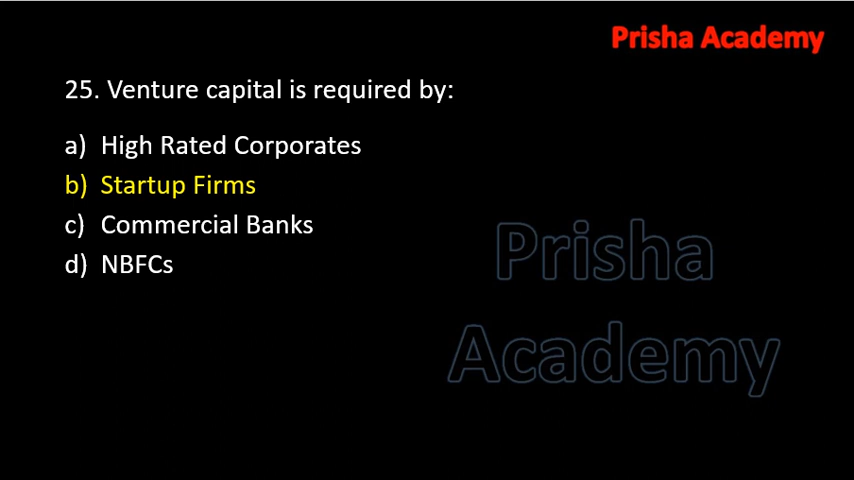 Prisha Academy
25. Venture capital is required by:
a) High Rated Corporates
b) Startup Firms
c) Commercial Banks
d) NBFCs
Prisha
Academy